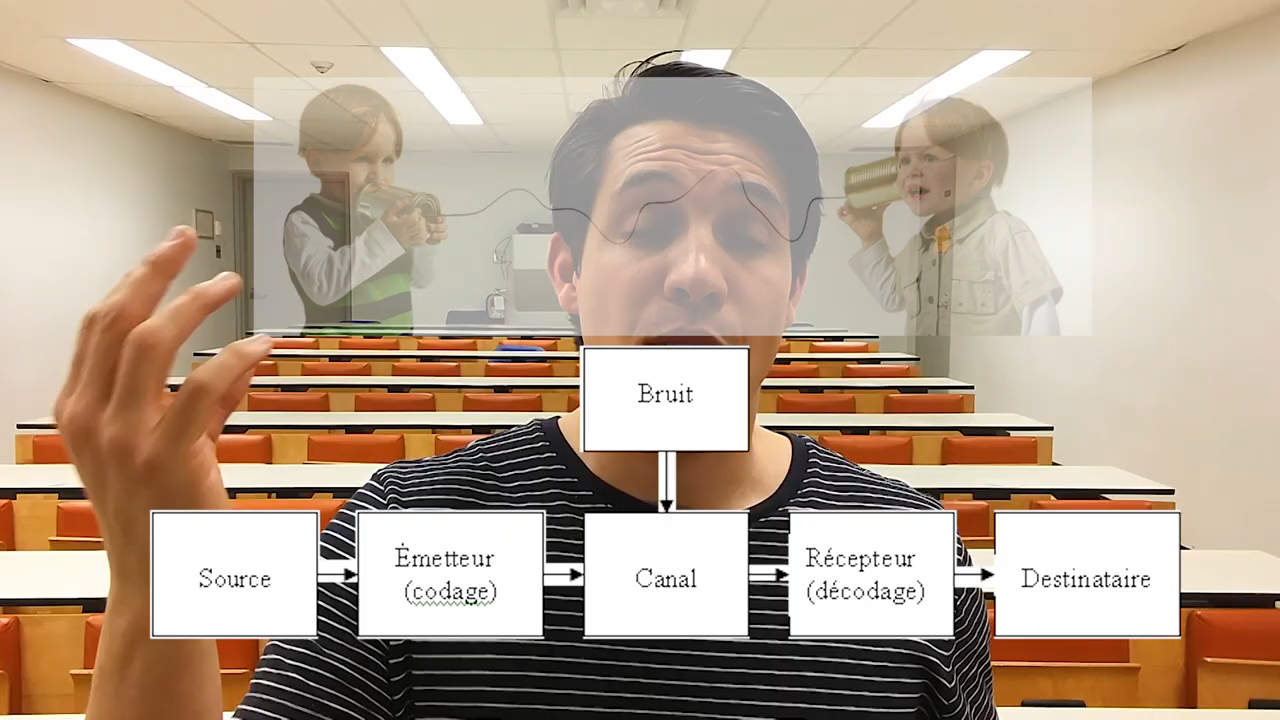 Bruit
Source
Émetteur
(codage)
Canal
Récepteur
(décodage)
Destinataire